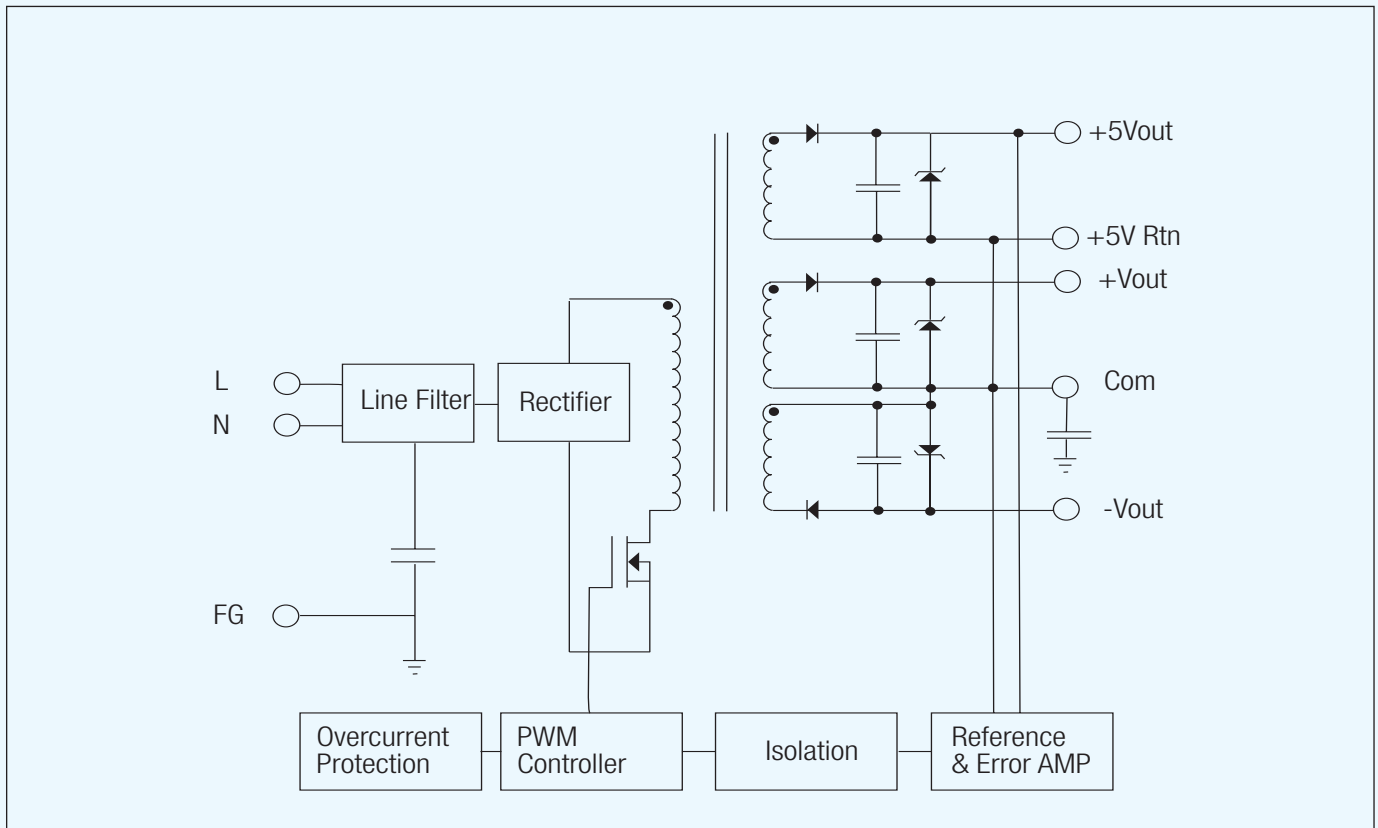 +5Vout
+5V Rtn
+Vout
L
Line Filter
Rectifier
Com
N
-Vout
FG
Overcurrent
Protection
PWM
Controller
Isolation
Reference
& Error AMP